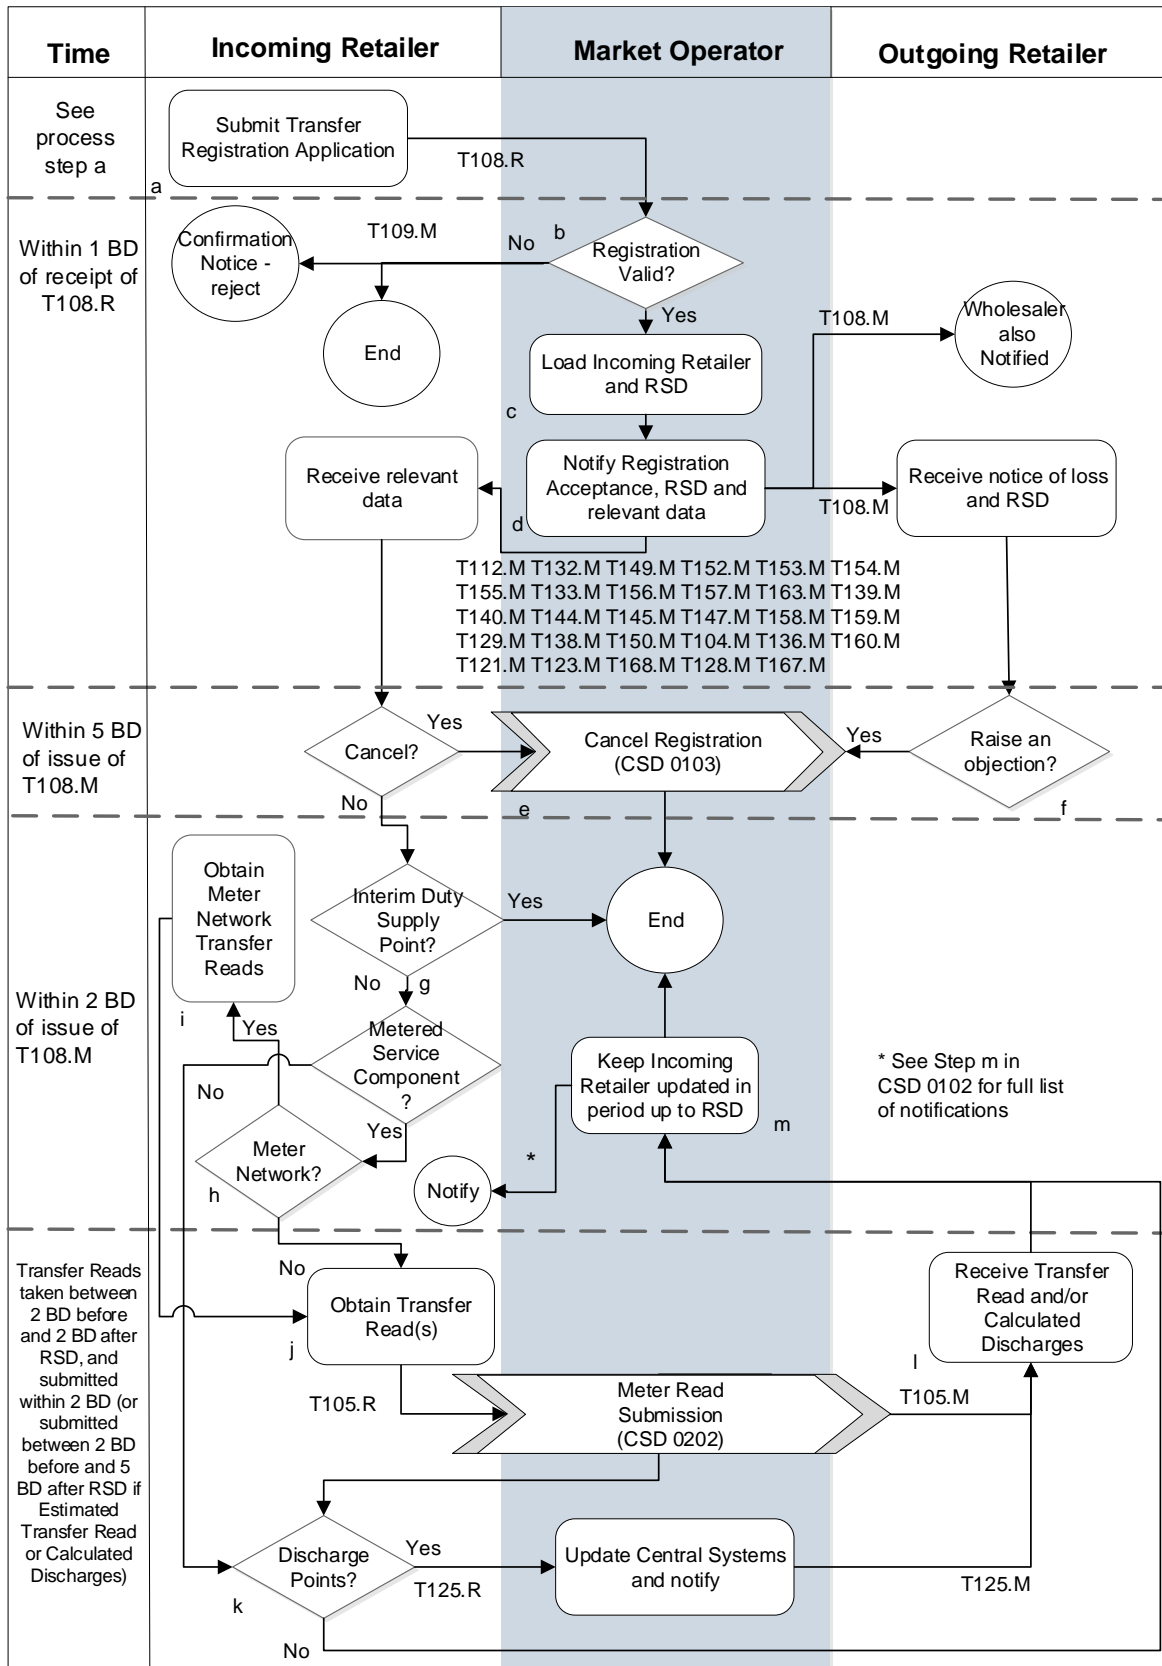 Time
Incoming Retailer
Market Operator
Outgoing Retailer
See
process
step a
Submit Transfer
Registration Application
T108.R
a
Within 1 BD
of receipt of
T108.R
Confirmation
Notice -
reject
T109.M
No
b
Registration
Valid?
End
Yes
T108.M
Wholesaler
also
Notified
Load Incoming Retailer
and RSD
c
Receive relevant
data
Notify Registration
Acceptance, RSD and
relevant data
d
T108.M
Receive notice of loss
and RSD
T112.M T132.M T149.M T152.M T153.M T154.M
T155.M T133.M T156.M T157.M T163.M T139.M
T140.M T144.M T145.M T147.M T158.M T159.M
T129.M T138.M T150.M T104.M T136.M T160.M
T121.M T123.M T168.M T128.M T167.M
Within 5 BD
of issue of
T108.M
Cancel?
Yes
Cancel Registration
(CSD 0103)
Yes
Raise an
objection?
No
e
f
Within 2 BD
of issue of
T108.M
Obtain
Meter
Network
Transfer
Reads
i
Interim Duty
Supply
Point?
Yes
End
No
g
Yes
Metered
Service
Component
?
No
Yes
Keep Incoming
Retailer updated in
period up to RSD
m
* See Step m in
CSD 0102 for full list
of notifications
Meter
Network?
h
*
Notify
Transfer Reads
taken between
2 BD before
and 2 BD after
RSD, and
submitted
within 2 BD (or
submitted
between 2 BD
before and 5
BD after RSD if
Estimated
Transfer Read
or Calculated
Discharges)
No
Obtain Transfer
Read(s)
j
Receive Transfer
Read and/or
Calculated
Discharges
l
T105.R
Meter Read
Submission
(CSD 0202)
T105.M
Discharge
Points?
k
Yes
T125.R
Update Central Systems
and notify
T125.M
No